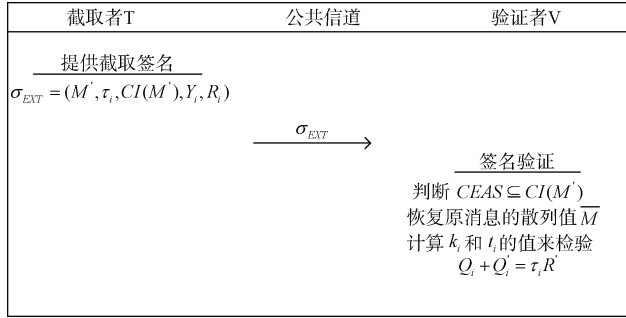 截取者T 公共信道 验证者V
提供截取签名
σ_EXT = (M', τ_i, CI(M'), Y_i, R_i)
σ_EXT
签名验证
判断 CEAS ⊆ CI(M')
恢复原消息的散列值 M̅
计算 k_i 和 t_i 的值来检验
Q_i + Q_i' = τ_i R'